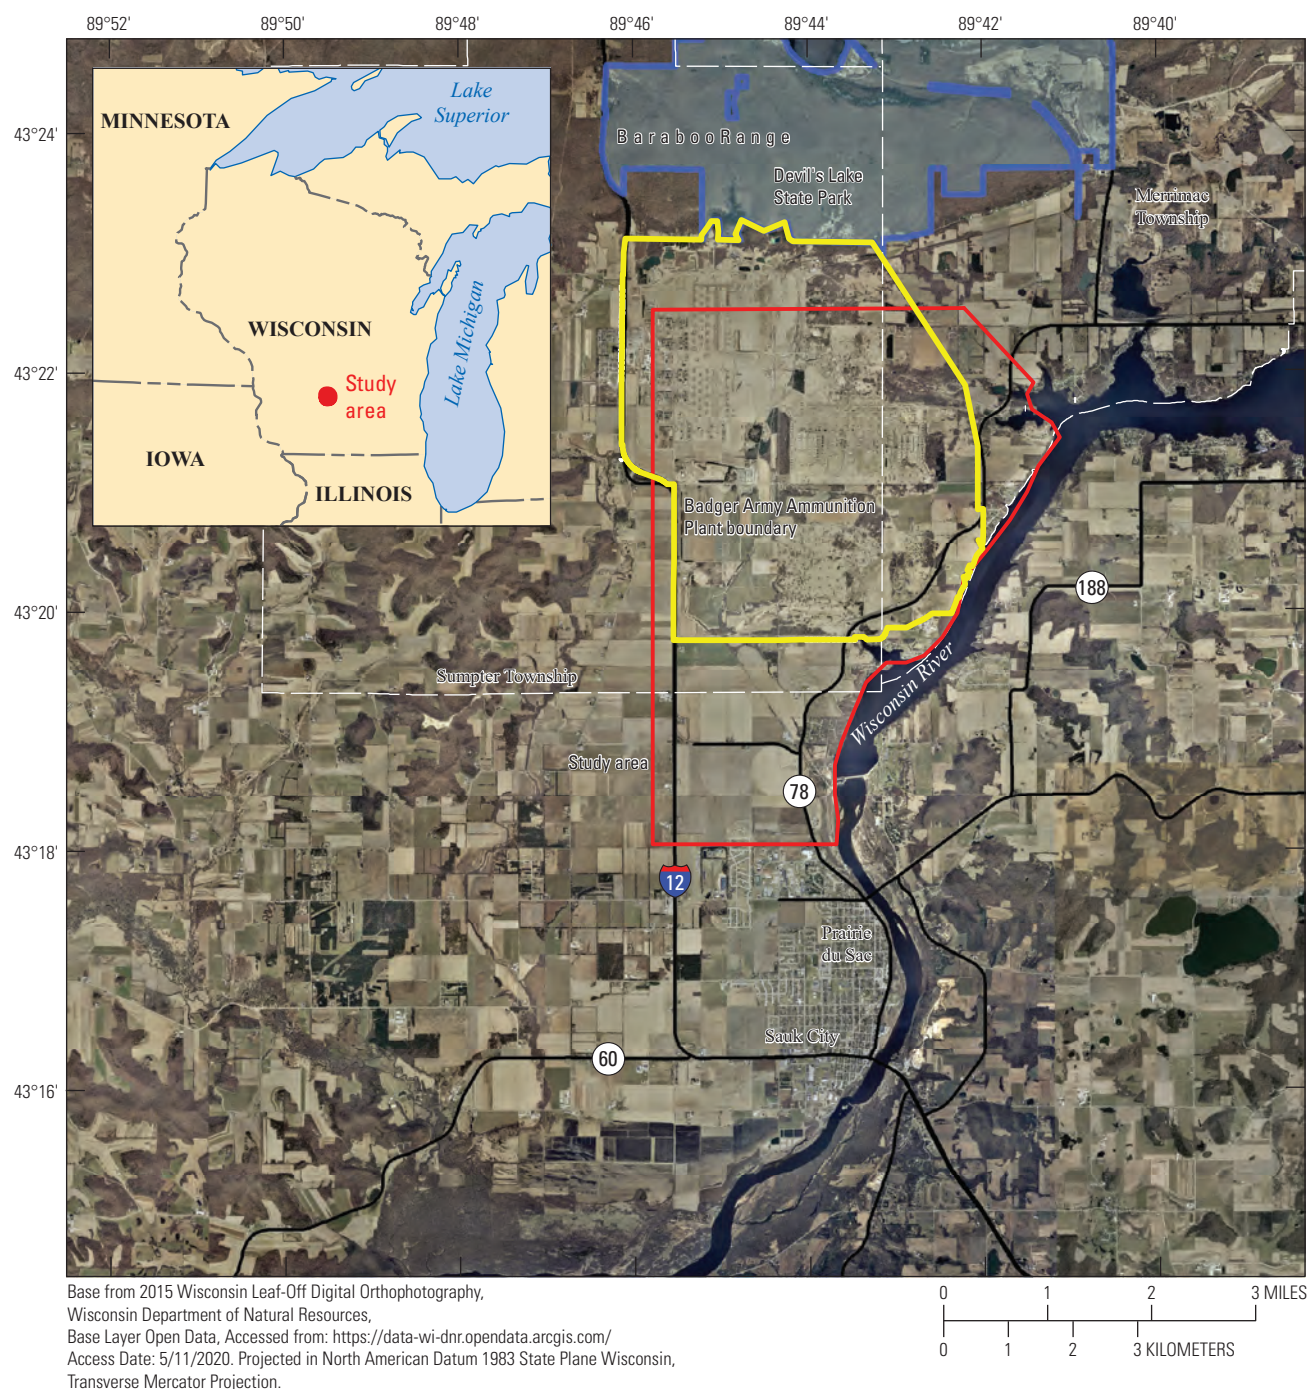 89°52'
89°50'
89°48'
89°46'
89°44'
89°42'
89°40'
43°24'
43°22'
43°20'
43°18'
43°16'
MINNESOTA
Lake
Superior
WISCONSIN
Lake Michigan
Study
area
IOWA
ILLINOIS
Baraboo Range
Devil's Lake
State Park
Merrimac
Township
Badger Army Ammunition
Plant boundary
188
Sumpter Township
Wisconsin River
Study area
78
12
Prairie
du Sac
Sauk City
60
Base from 2015 Wisconsin Leaf-Off Digital Orthophotography,
Wisconsin Department of Natural Resources,
Base Layer Open Data, Accessed from: https://data-wi-dnr.opendata.arcgis.com/
Access Date: 5/11/2020. Projected in North American Datum 1983 State Plane Wisconsin,
Transverse Mercator Projection.
0 1 2 3 MILES
0 1 2 3 KILOMETERS